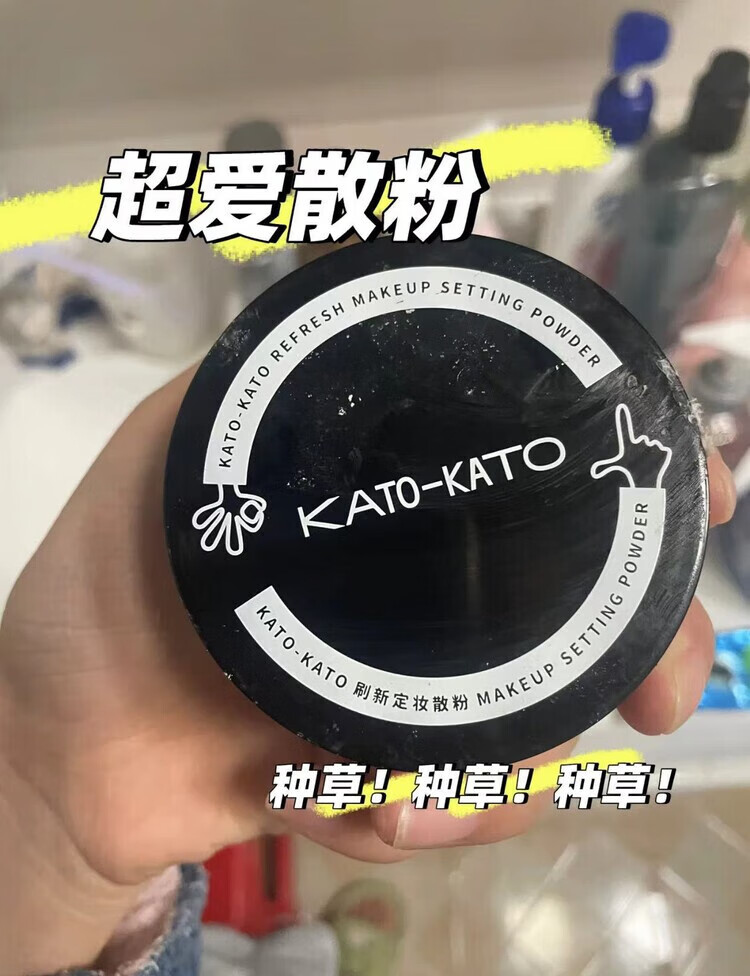 超爱散粉
KATO-KATO REFRESH MAKEUP SETTING POWDER
KATO-KATO
KATO-KATO 刷新定妆散粉 MAKEUP SETTING POWDER
种草！种草！种草！